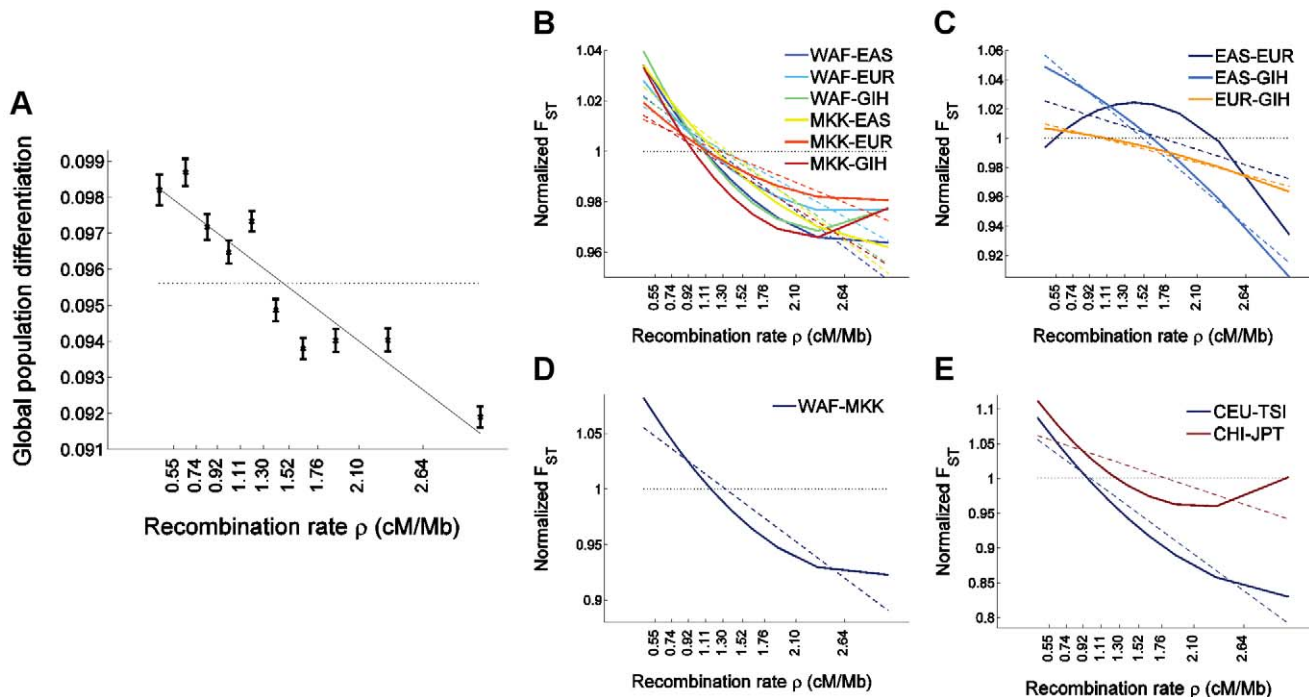 A
Global population differentiation
0.099
0.098
0.097
0.096
0.095
0.094
0.093
0.092
0.091
0.55
0.74
0.92
1.11
1.30
1.52
1.76
2.10
2.64
Recombination rate ρ (cM/Mb)
B
Normalized FST
1.04
1.02
1
0.98
0.96
WAF-EAS
WAF-EUR
WAF-GIH
MKK-EAS
MKK-EUR
MKK-GIH
0.55
0.74
0.92
1.11
1.30
1.52
1.76
2.10
2.64
Recombination rate ρ (cM/Mb)
C
Normalized FST
1.06
1.04
1.02
1
0.98
0.96
0.94
0.92
EAS-EUR
EAS-GIH
EUR-GIH
0.55
0.74
0.92
1.11
1.30
1.52
1.76
2.10
2.64
Recombination rate ρ (cM/Mb)
D
Normalized FST
1.05
1
0.95
0.9
WAF-MKK
0.55
0.74
0.92
1.11
1.30
1.52
1.76
2.10
2.64
Recombination rate ρ (cM/Mb)
E
Normalized FST
1.1
1.05
1
0.95
0.9
0.85
0.8
CEU-TSI
CHI-JPT
0.55
0.74
0.92
1.11
1.30
1.52
1.76
2.10
2.64
Recombination rate ρ (cM/Mb)